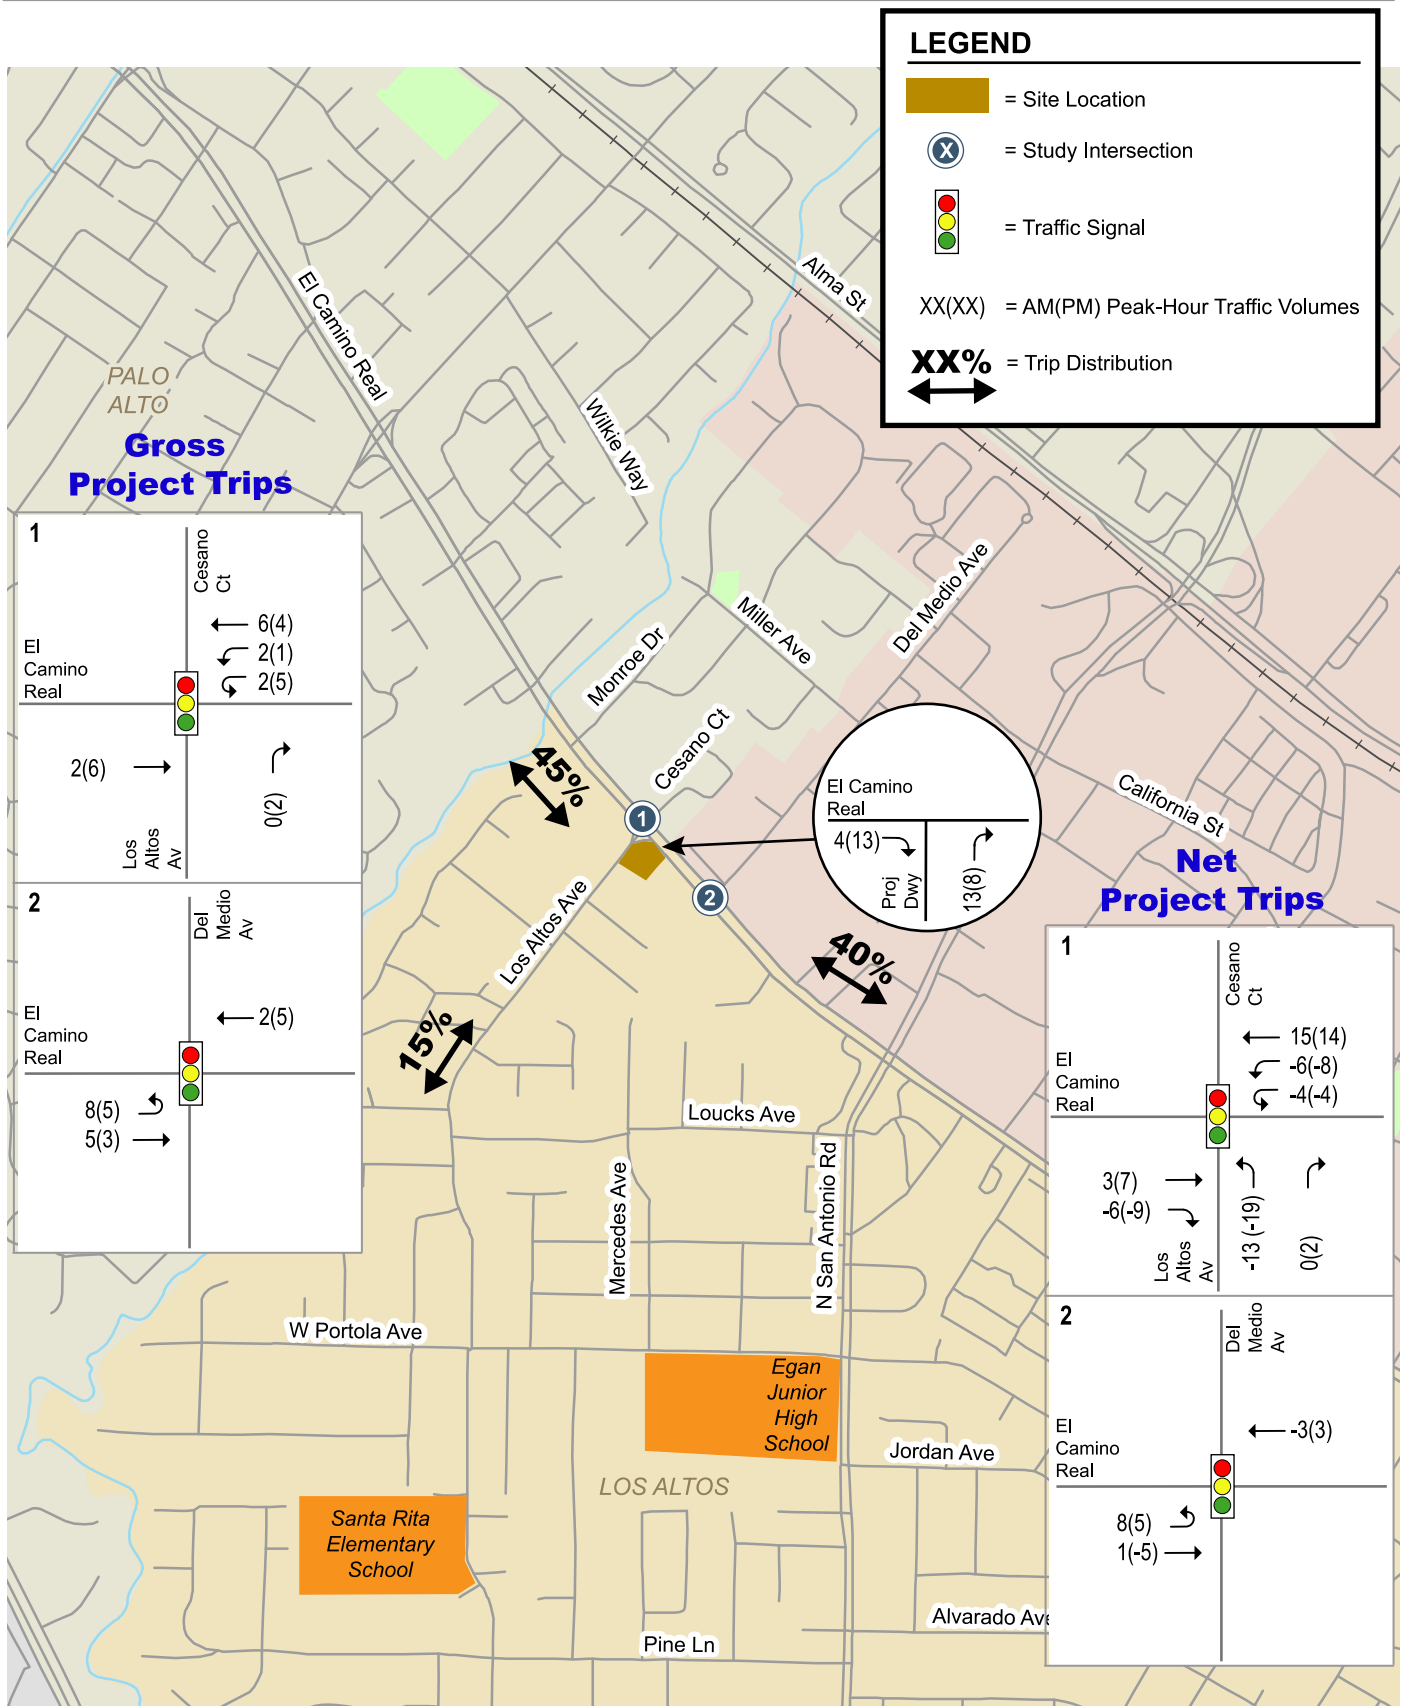 LEGEND
= Site Location
X = Study Intersection
= Traffic Signal
XX(XX) = AM(PM) Peak-Hour Traffic Volumes
XX% = Trip Distribution
Alma St
El Camino Real
PALO
ALTO
Wilkie Way
Gross
Project Trips
1
Cesano
Ct
6(4)
2(1)
2(5)
El
Camino
Real
2(6)
0(2)
Los
Altos
Av
2
Del
Medio
Av
2(5)
El
Camino
Real
8(5)
5(3)
Del Medio Ave
Miller Ave
Monroe Dr
Cesano Ct
45%
1
2
El Camino
Real
4(13)
Proj
Dwy
13(8)
California St
Los Altos Ave
40%
15%
Loucks Ave
Mercedes Ave
N San Antonio Rd
W Portola Ave
Egan
Junior
High
School
Jordan Ave
LOS ALTOS
Santa Rita
Elementary
School
Alvarado Ave
Pine Ln
Net
Project Trips
1
Cesano
Ct
15(14)
-6(-8)
-4(-4)
El
Camino
Real
3(7)
-6(-9)
-13 (-19)
0(2)
Los
Altos
Av
2
Del
Medio
Av
-3(3)
El
Camino
Real
8(5)
1(-5)